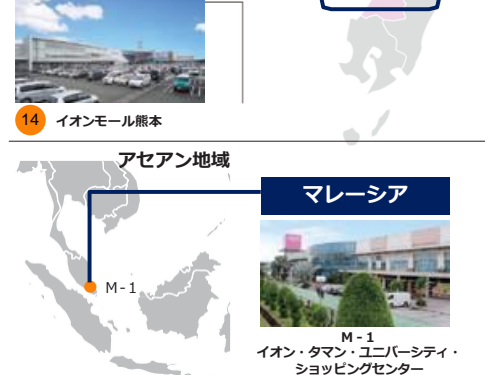 14 イオンモール熊本
アセアン地域
マレーシア
M-1
M - 1
イオン・タマン・ユニバーシティ・
ショッピングセンター